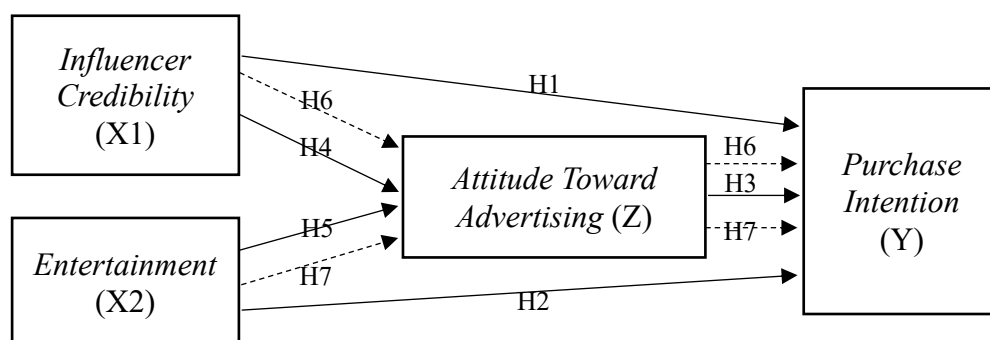 Influencer
Credibility
(X1)
H1
H6
H4
Attitude Toward
Advertising (Z)
H6
H3
H7
Purchase
Intention
(Y)
H5
H7
Entertainment
(X2)
H2